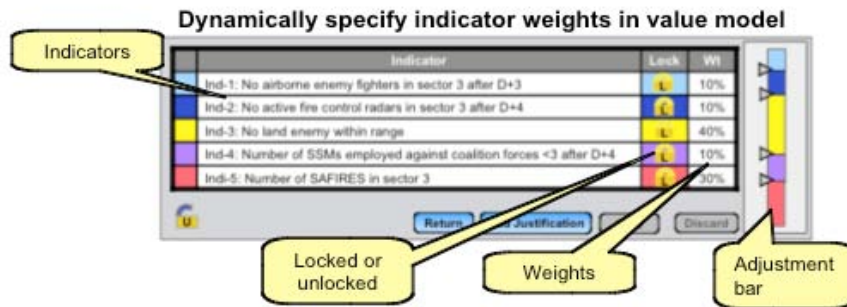 Dynamically specify indicator weights in value model
Indicators
Indicator Lock Wt
Ind-1: No airborne enemy fighters in sector 3 after D+3 L 10%
Ind-2: No active fire control radars in sector 3 after D+4 L 10%
Ind-3: No land enemy within range L 40%
Ind-4: Number of SSMs employed against coalition forces <3 after D+4 L 10%
Indi-5: Number of SAFIRES in sector 3 L 30%
U
Return Justification Discard
Locked or
unlocked
Weights
Adjustment
bar